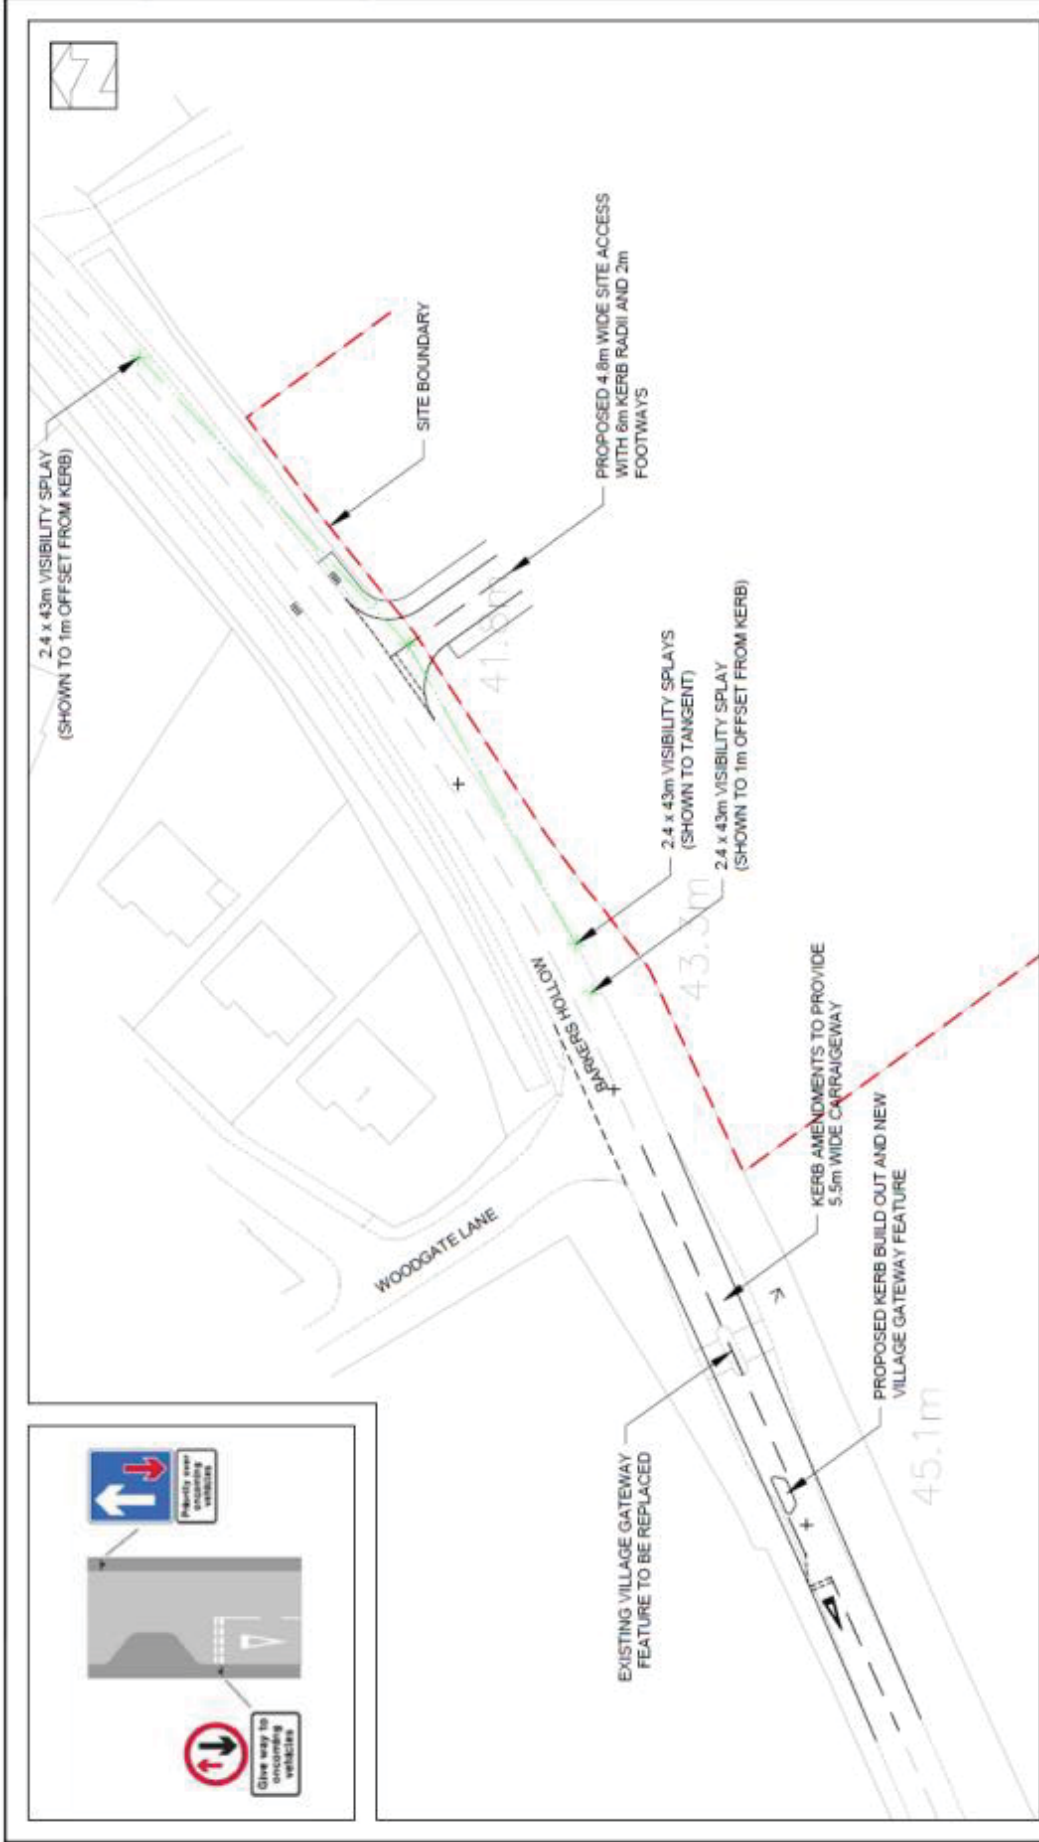 2.4 x 43m VISIBILITY SPLAY
(SHOWN TO 1m OFFSET FROM KERB)
SITE BOUNDARY
PROPOSED 4.8m WIDE SITE ACCESS
WITH 6m KERB RADII AND 2m
FOOTWAYS
41.8m
2.4 x 43m VISIBILITY SPLAYS
(SHOWN TO TANGENT)
2.4 x 43m VISIBILITY SPLAY
(SHOWN TO 1m OFFSET FROM KERB)
43.3m
BARKERS HOLLOW
WOODGATE LANE
KERB AMENDMENTS TO PROVIDE
5.5m WIDE CARRAIGEWAY
PROPOSED KERB BUILD OUT AND NEW
VILLAGE GATEWAY FEATURE
45.1m
EXISTING VILLAGE GATEWAY
FEATURE TO BE REPLACED
Priority over
oncoming
vehicles
Give way to
oncoming
vehicles